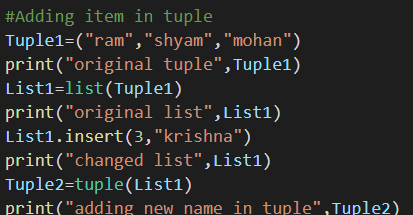 #Adding item in tuple
Tuple1=("ram","shyam","mohan")
print("original tuple",Tuple1)
List1=list(Tuple1)
print("original list",List1)
List1.insert(3,"krishna")
print("changed list",List1)
Tuple2=tuple(List1)
print("adding new name in tuple",Tuple2)